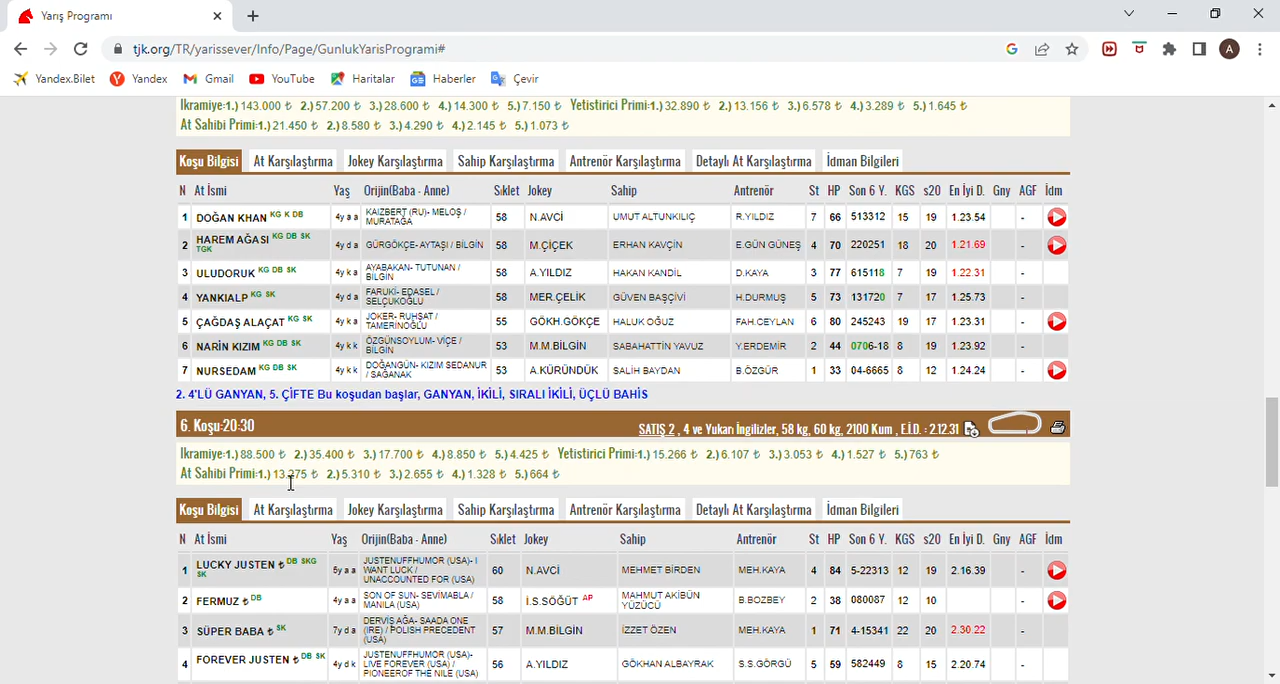 Yarış Programı
tjk.org/TR/yarissever/Info/Page/GunlukYarisProgrami#
A
Yandex.Bilet Yandex Gmail YouTube Haritalar Haberler Çevir
İkramiye:1.) 143.000 ₺ 2.) 57.200 ₺ 3.) 28.600 ₺ 4.) 14.300 ₺ 5.) 7.150 ₺ Yetistirici Primi:1.) 32.890 ₺ 2.) 13.156 ₺ 3.) 6.578 ₺ 4.) 3.289 ₺ 5.) 1.645 ₺
At Sahibi Primi:1.) 21.450 ₺ 2.) 8.580 ₺ 3.) 4.290 ₺ 4.) 2.145 ₺ 5.) 1.073 ₺
Koşu Bilgisi At Karşılaştırma Jokey Karşılaştırma Sahip Karşılaştırma Antrenör Karşılaştırma Detaylı At Karşılaştırma İdman Bilgileri
N At İsmi Yaş Orijin(Baba - Anne) Sıklet Jokey Sahip Antrenör St HP Son 6 Y. KGS s20 En İyi D. Gny AGF İdm
1 DOĞAN KHAN KG K DB 4y a a KAIZBERT (RU)- MELOŞ / MURATAĞA 58 N.AVCİ UMUT ALTUNKILIÇ R.YILDIZ 7 66 513312 15 19 1.23.54 -
2 HAREM AĞASI KG DB SK TGK 4y d a GÜRGÖKÇE- AYTAŞI / BİLGİN 58 M.ÇİÇEK ERHAN KAVÇİN E.GÜN GÜNEŞ 4 70 220251 18 20 1.21.69 -
3 ULUDORUK KG DB SK 4y k a AYABAKAN- TUTUNAN / BİLGİN 58 A.YILDIZ HAKAN KANDİL D.KAYA 3 77 615118 7 19 1.22.31 -
4 YANKIALP KG SK 4y d a FARUKİ- EDASEL / SELÇUKOĞLU 58 MER.ÇELİK GÜVEN BAŞÇİVİ H.DURMUŞ 5 73 131720 7 17 1.25.73 -
5 ÇAĞDAŞ ALAÇAT KG SK 4y k a JOKER- RUHSAT / TAMERİNOĞLU 55 GÖKH.GÖKÇE HALUK OĞUZ FAH.CEYLAN 6 80 245243 19 17 1.23.31 -
6 NARİN KIZIM KG DB SK 4y k k ÖZGÜNSOYLUM- VİÇE / BİLGİN 53 M.M.BİLGİN SABAHATTİN YAVUZ Y.ERDEMİR 2 44 0706-18 8 19 1.23.92 -
7 NURSEDAM KG DB SK 4y k k DOĞANGÜN- KIZIM SEDANUR / SAĞANAK 53 A.KÜRÜNDÜK SALİH BAYDAN B.ÖZGÜR 1 33 04-6665 8 12 1.24.24 -
2. 4'LÜ GANYAN, 5. ÇİFTE Bu koşudan başlar, GANYAN, İKİLİ, SIRALI İKİLİ, ÜÇLÜ BAHİS
6. Koşu:20:30 SATIŞ 2 , 4 ve Yukarı İngilizler, 58 kg, 60 kg, 2100 Kum , E.İ.D. : 2.12.31
İkramiye:1.) 88.500 ₺ 2.) 35.400 ₺ 3.) 17.700 ₺ 4.) 8.850 ₺ 5.) 4.425 ₺ Yetistirici Primi:1.) 15.266 ₺ 2.) 6.107 ₺ 3.) 3.053 ₺ 4.) 1.527 ₺ 5.) 763 ₺
At Sahibi Primi:1.) 13.275 ₺ 2.) 5.310 ₺ 3.) 2.655 ₺ 4.) 1.328 ₺ 5.) 664 ₺
Koşu Bilgisi At Karşılaştırma Jokey Karşılaştırma Sahip Karşılaştırma Antrenör Karşılaştırma Detaylı At Karşılaştırma İdman Bilgileri
N At İsmi Yaş Orijin(Baba - Anne) Sıklet Jokey Sahip Antrenör St HP Son 6 Y. KGS s20 En İyi D. Gny AGF İdm
1 LUCKY JUSTEN ₺ DB SKG SK 5y a a JUSTENUFFHUMOR (USA)- I WANT LUCK / UNACCOUNTED FOR (USA) 60 N.AVCİ MEHMET BİRDEN MEH.KAYA 4 84 5-22313 12 19 2.16.39 -
2 FERMUZ ₺ DB 4y a a SON OF SUN- SEVİMABLA / MANILA (USA) 58 İ.S.SÖĞÜT AP MAHMUT AKİBÜN YÜZÜCÜ B.BOZBEY 2 38 080087 12 10 -
3 SÜPER BABA ₺ SK 7y d a DERVİŞ AĞA- SAADA ONE (IRE) / POLISH PRECEDENT (USA) 57 M.M.BİLGİN İZZET ÖZEN MEH.KAYA 1 71 4-15341 22 20 2.30.22 -
4 FOREVER JUSTEN ₺ DB SK 4y d k JUSTENUFFHUMOR (USA)- LIVE FOREVER (USA) / PIONEEROF THE NILE (USA) 56 A.YILDIZ GÖKHAN ALBAYRAK S.S.GÖRGÜ 5 59 582449 8 15 2.20.74 -